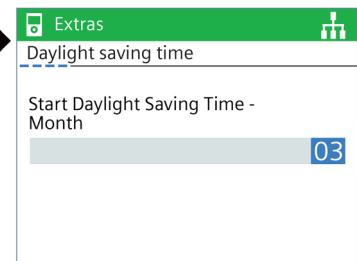 Extras
Daylight saving time
Start Daylight Saving Time -
Month
03